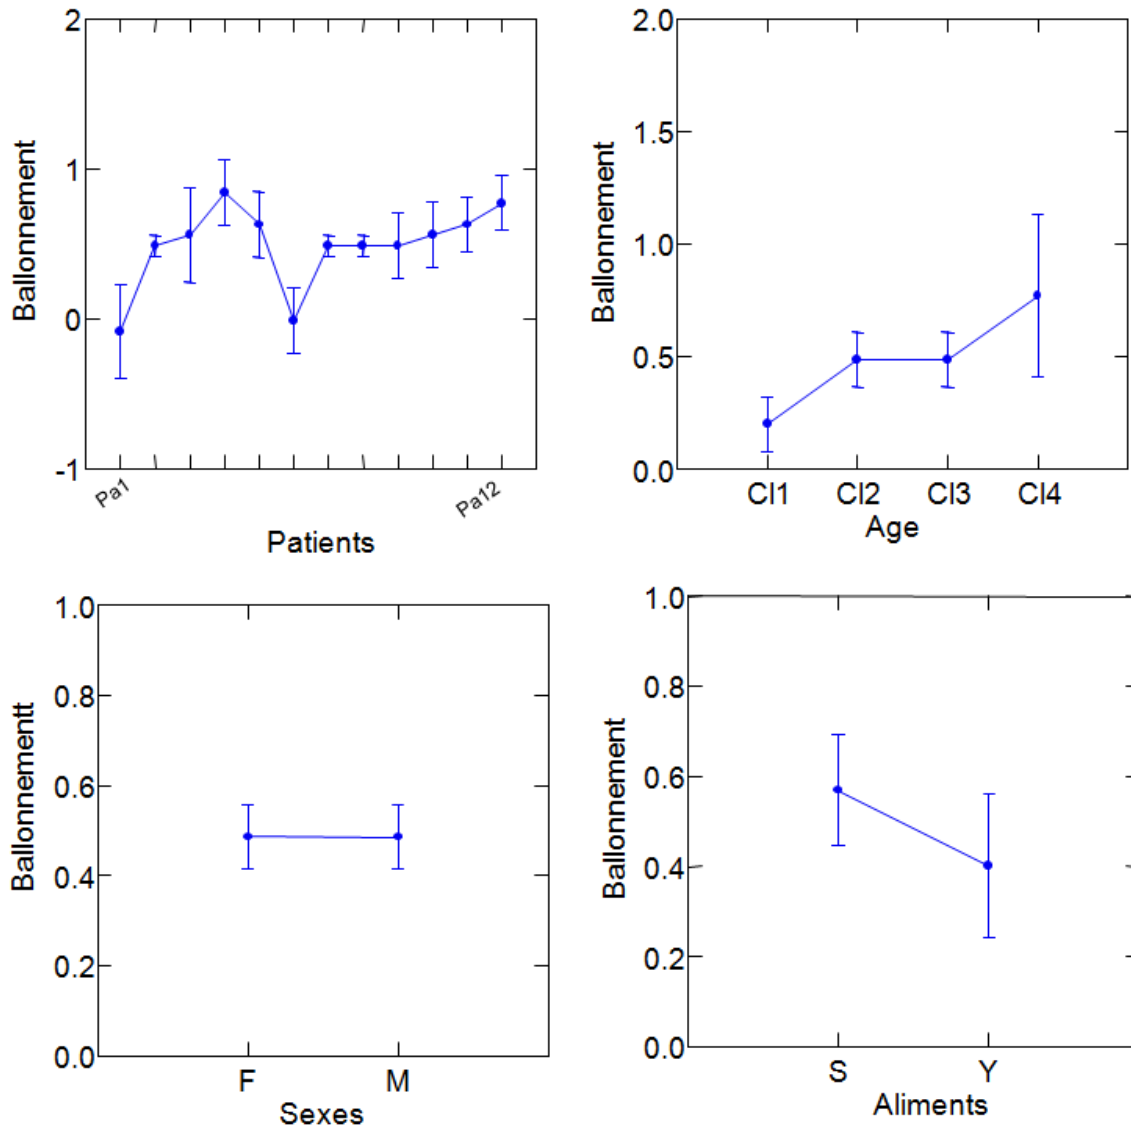 Ballonnement
2
1
0
-1
Pa1
Pa12
Patients
Ballonnement
2.0
1.5
1.0
0.5
0.0
Cl1 Cl2 Cl3 Cl4
Age
Ballonnementt
1.0
0.8
0.6
0.4
0.2
0.0
F M
Sexes
Ballonnement
1.0
0.8
0.6
0.4
0.2
0.0
S Y
Aliments